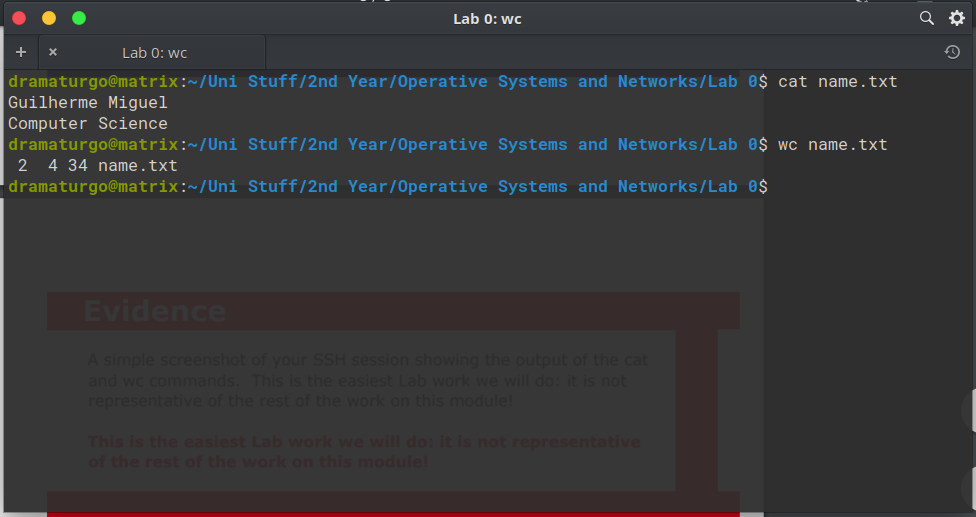 Lab 0: wc
Lab 0: wc
dramaturgo@matrix:~/Uni Stuff/2nd Year/Operative Systems and Networks/Lab 0$ cat name.txt
Guilherme Miguel
Computer Science
dramaturgo@matrix:~/Uni Stuff/2nd Year/Operative Systems and Networks/Lab 0$ wc name.txt
 2  4 34 name.txt
dramaturgo@matrix:~/Uni Stuff/2nd Year/Operative Systems and Networks/Lab 0$
Evidence
A simple screenshot of your SSH session showing the output of the cat
and wc commands.  This is the easiest Lab work we will do: it is not
representative of the rest of the work on this module!
This is the easiest Lab work we will do: it is not representative
of the rest of the work on this module!